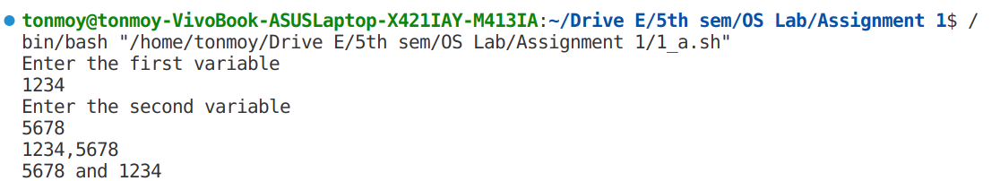 tonmoy@tonmoy-VivoBook-ASUSLaptop-X421IAY-M413IA:~/Drive E/5th sem/OS Lab/Assignment 1$ /
bin/bash "/home/tonmoy/Drive E/5th sem/OS Lab/Assignment 1/1_a.sh"
Enter the first variable
1234
Enter the second variable
5678
1234,5678
5678 and 1234